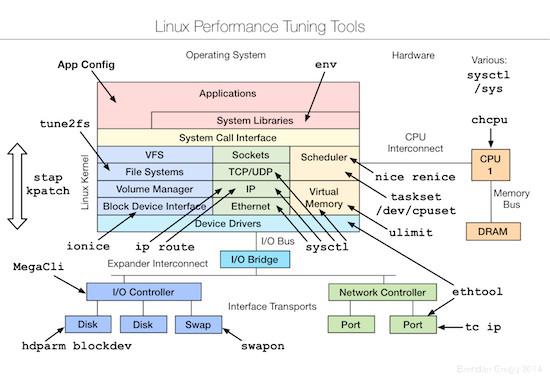 Linux Performance Tuning Tools
Operating System
Hardware
Various:
sysctl
/sys
App Config
env
Applications
System Libraries
System Call Interface
tune2fs
chcpu
CPU
Interconnect
Linux Kernel
VFS
Sockets
Scheduler
File Systems
TCP/UDP
Volume Manager
IP
Virtual
Memory
Block Device Interface
Ethernet
Device Drivers
stap
kpatch
nice renice
taskset
/dev/cpuset
ulimit
CPU
1
Memory
Bus
DRAM
ionice
ip route
sysctl
I/O Bus
I/O Bridge
MegaCli
Expander Interconnect
I/O Controller
Interface Transports
Network Controller
ethtool
Disk
Disk
Swap
Port
Port
tc ip
hdparm blockdev
swapon
Brendan Gregg 2014